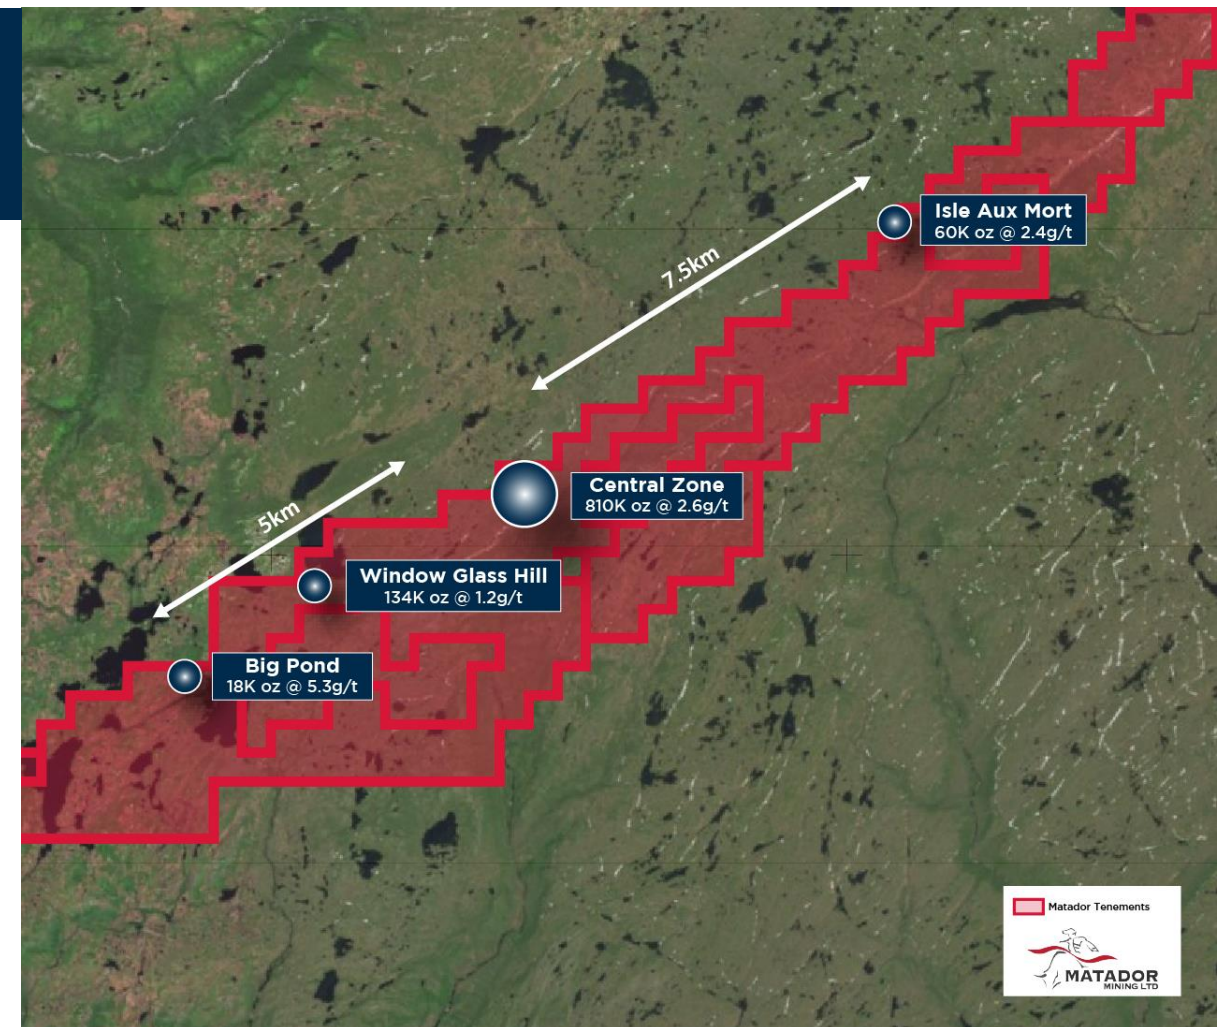 7.5km
Isle Aux Mort
60K oz @ 2.4g/t
5km
Central Zone
810K oz @ 2.6g/t
Window Glass Hill
134K oz @ 1.2g/t
Big Pond
18K oz @ 5.3g/t
Matador Tenements
MATADOR
MINING LTD